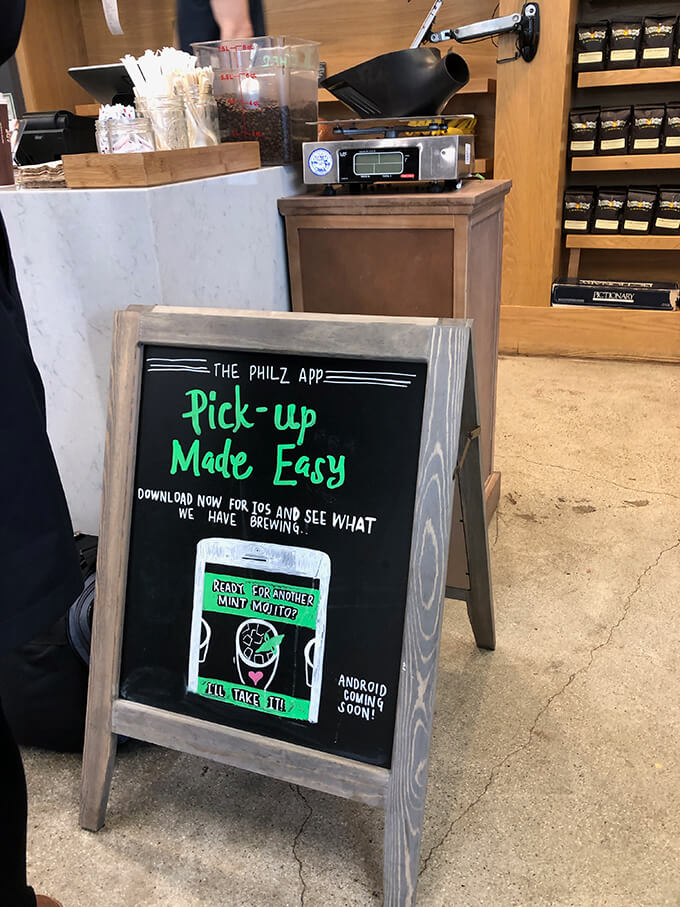 PICTIONARY
THE PHILZ APP
Pick-up
Made Easy
DOWNLOAD NOW FOR IOS AND SEE WHAT
WE HAVE BREWING..
READY FOR ANOTHER
MINT MOJITO?
I'LL TAKE IT!
ANDROID
COMING
SOON!